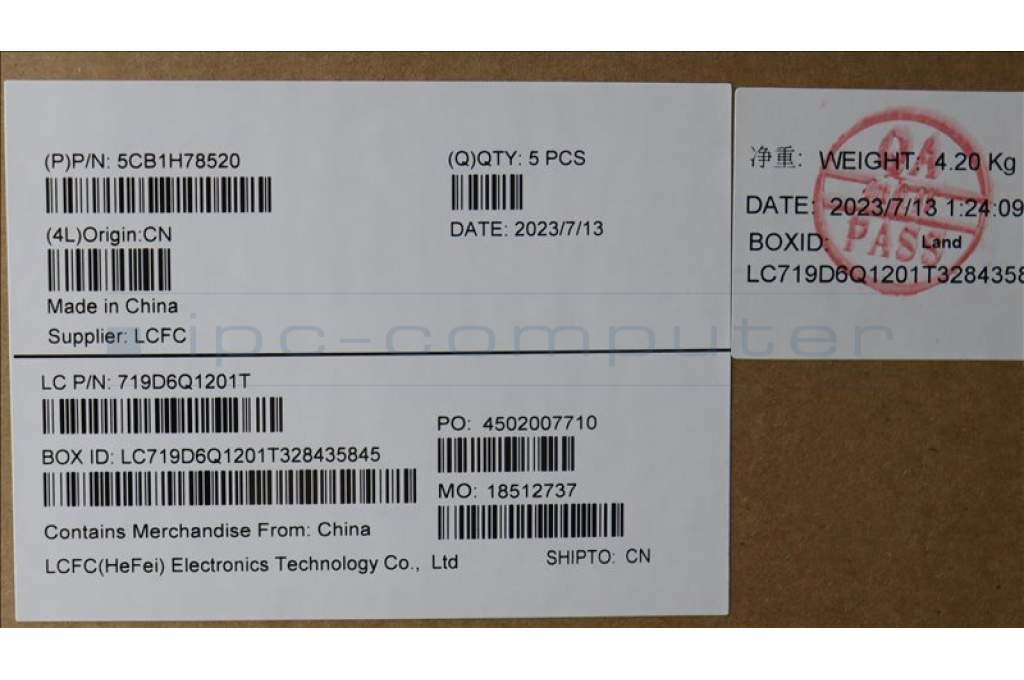 (P)P/N: 5CB1H78520
(Q)QTY: 5 PCS
DATE: 2023/7/13
(4L)Origin:CN
Made in China
Supplier: LCFC
LC P/N: 719D6Q1201T
PO: 4502007710
BOX ID: LC719D6Q1201T328435845
MO: 18512737
Contains Merchandise From: China
LCFC(HeFei) Electronics Technology Co., Ltd
SHIPTO: CN
净重: WEIGHT: 4.20 Kg
DATE: 2023/7/13 1:24:09
BOXID: Land
LC719D6Q1201T3284358
QA
PASS
ipc-computer